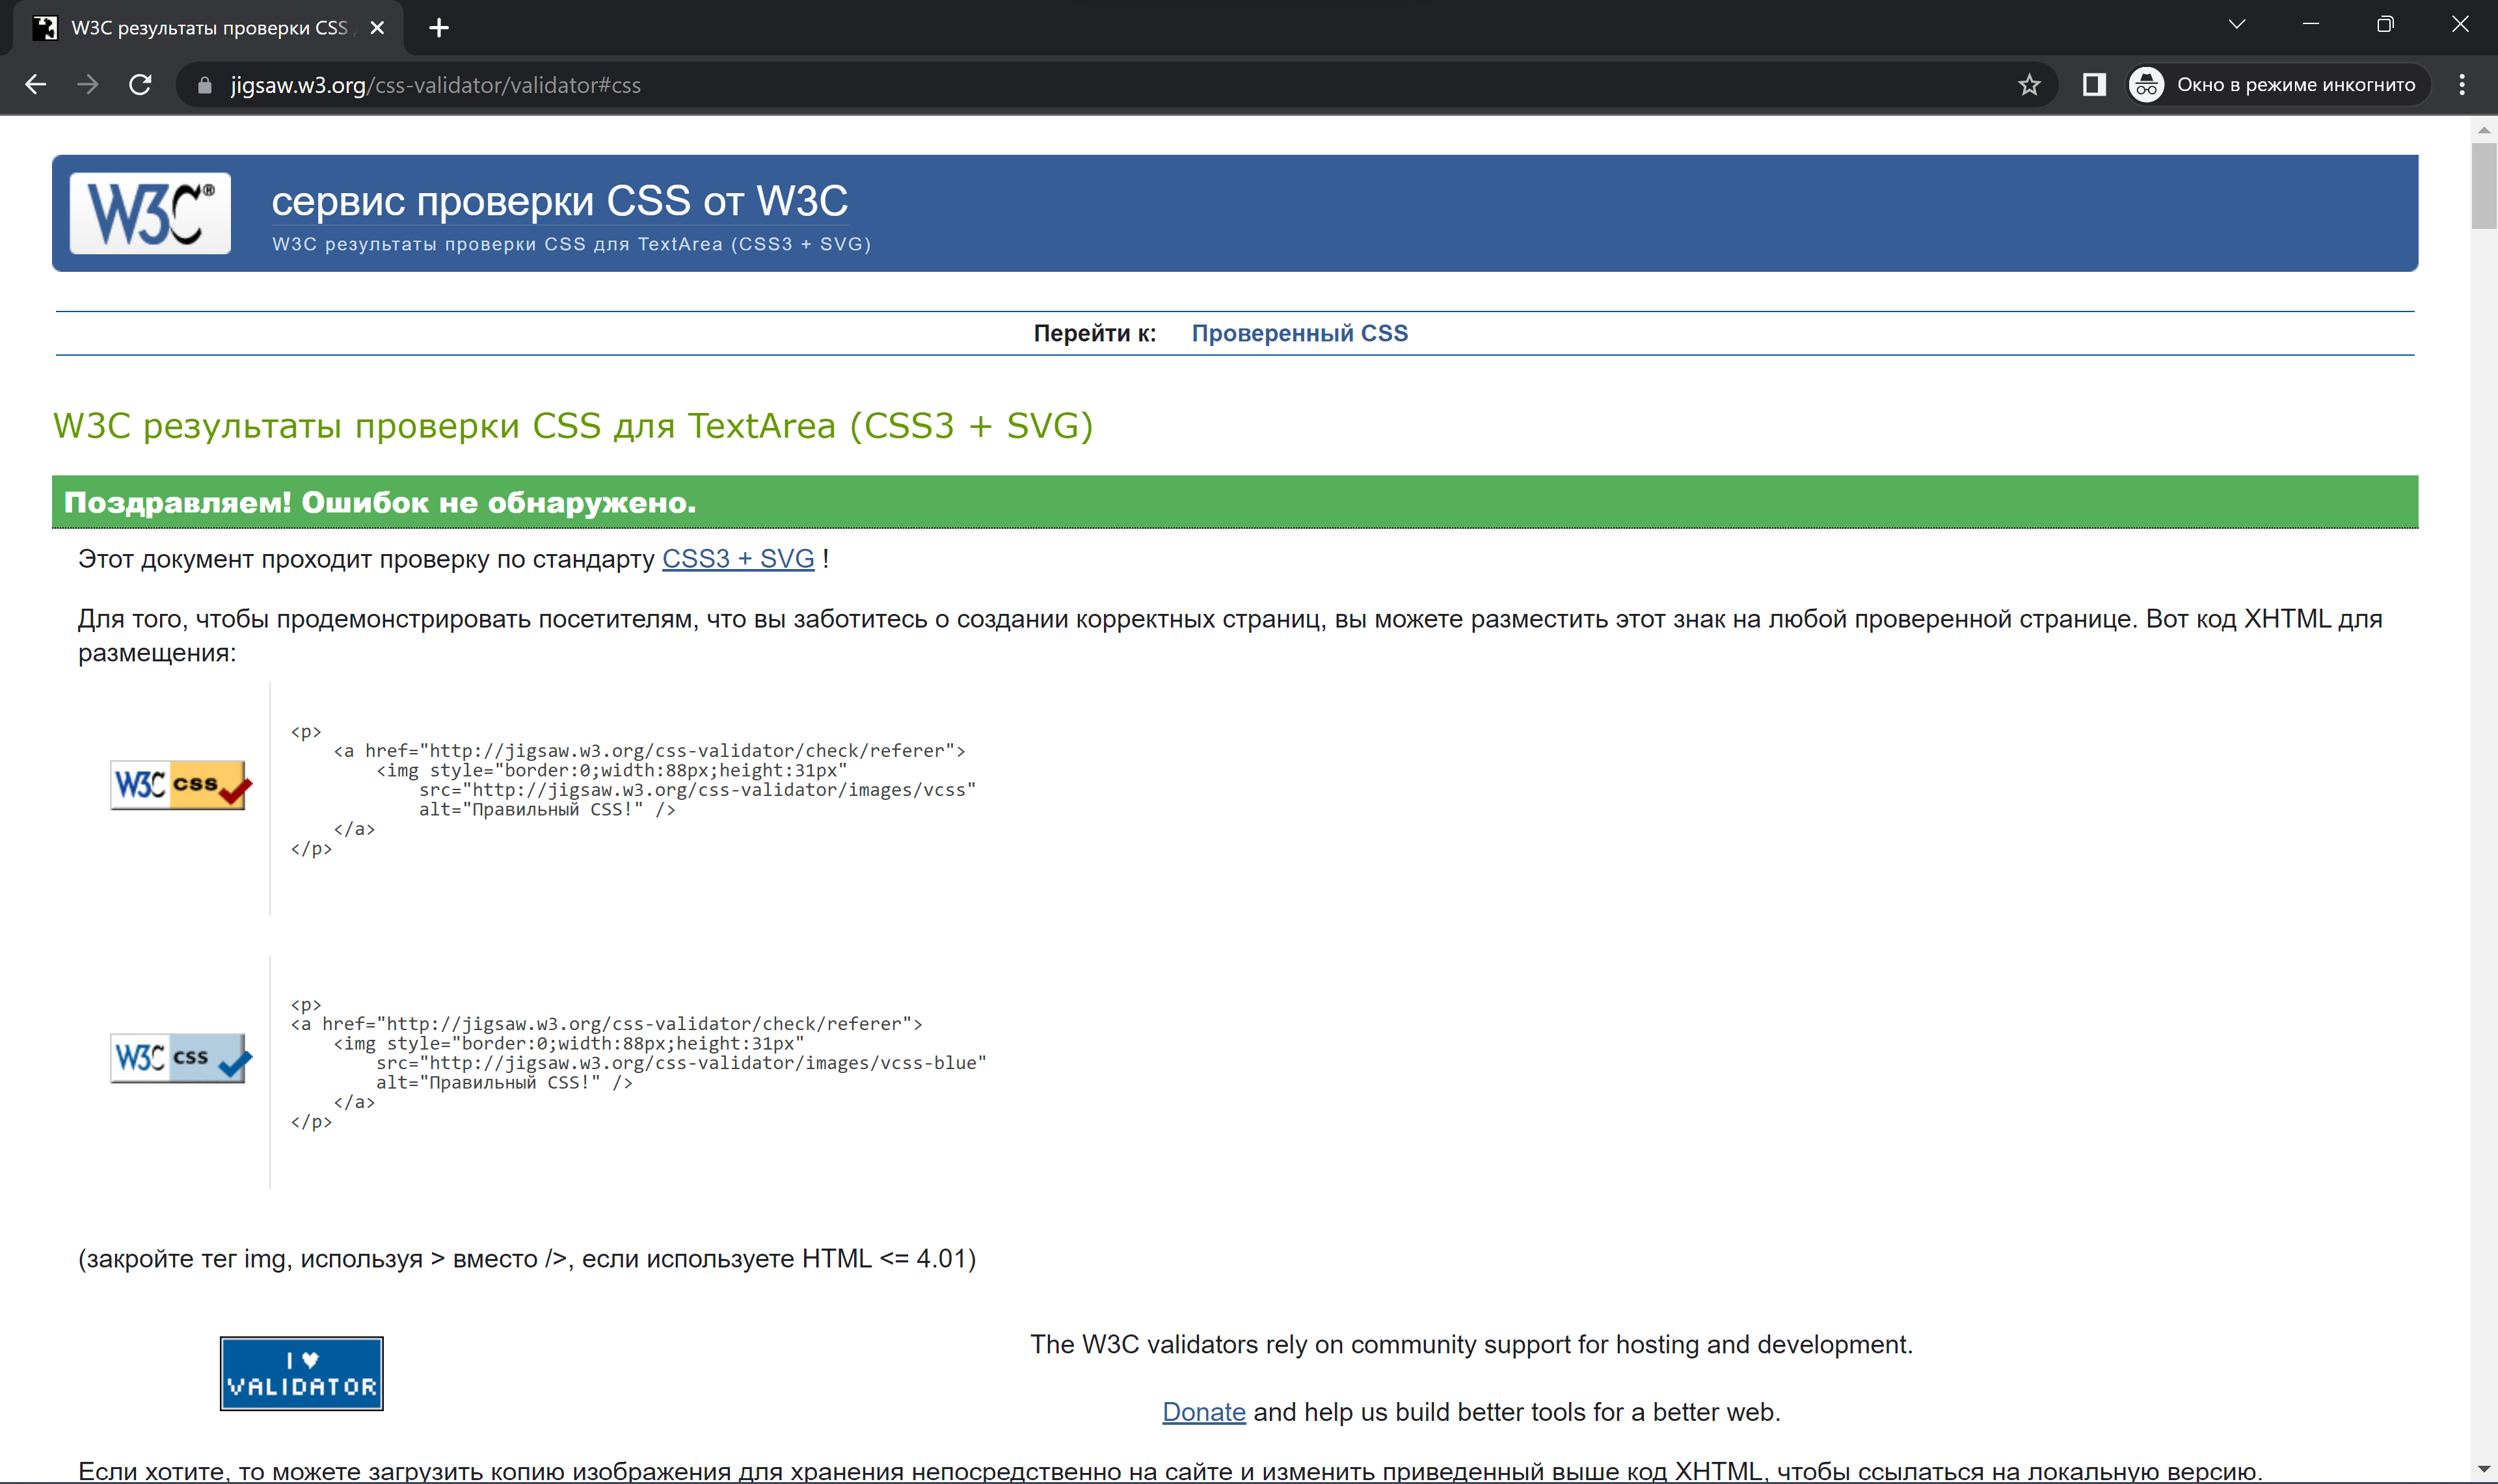 W3C результаты проверки CSS
jigsaw.w3.org/css-validator/validator#css
Окно в режиме инкогнито
W3C®
сервис проверки CSS от W3C
W3C результаты проверки CSS для TextArea (CSS3 + SVG)
Перейти к: Проверенный CSS
W3C результаты проверки CSS для TextArea (CSS3 + SVG)
Поздравляем! Ошибок не обнаружено.
Этот документ проходит проверку по стандарту CSS3 + SVG !
Для того, чтобы продемонстрировать посетителям, что вы заботитесь о создании корректных страниц, вы можете разместить этот знак на любой проверенной странице. Вот код XHTML для
размещения:
W3C css
<p>
<a href="http://jigsaw.w3.org/css-validator/check/referer">
<img style="border:0;width:88px;height:31px"
src="http://jigsaw.w3.org/css-validator/images/vcss"
alt="Правильный CSS!" />
</a>
</p>
W3C css
<p>
<a href="http://jigsaw.w3.org/css-validator/check/referer">
<img style="border:0;width:88px;height:31px"
src="http://jigsaw.w3.org/css-validator/images/vcss-blue"
alt="Правильный CSS!" />
</a>
</p>
(закройте тег img, используя > вместо />, если используете HTML <= 4.01)
I ♥
VALIDATOR
The W3C validators rely on community support for hosting and development.
Donate and help us build better tools for a better web.
Если хотите, то можете загрузить копию изображения для хранения непосредственно на сайте и изменить приведенный выше код XHTML, чтобы ссылаться на локальную версию.